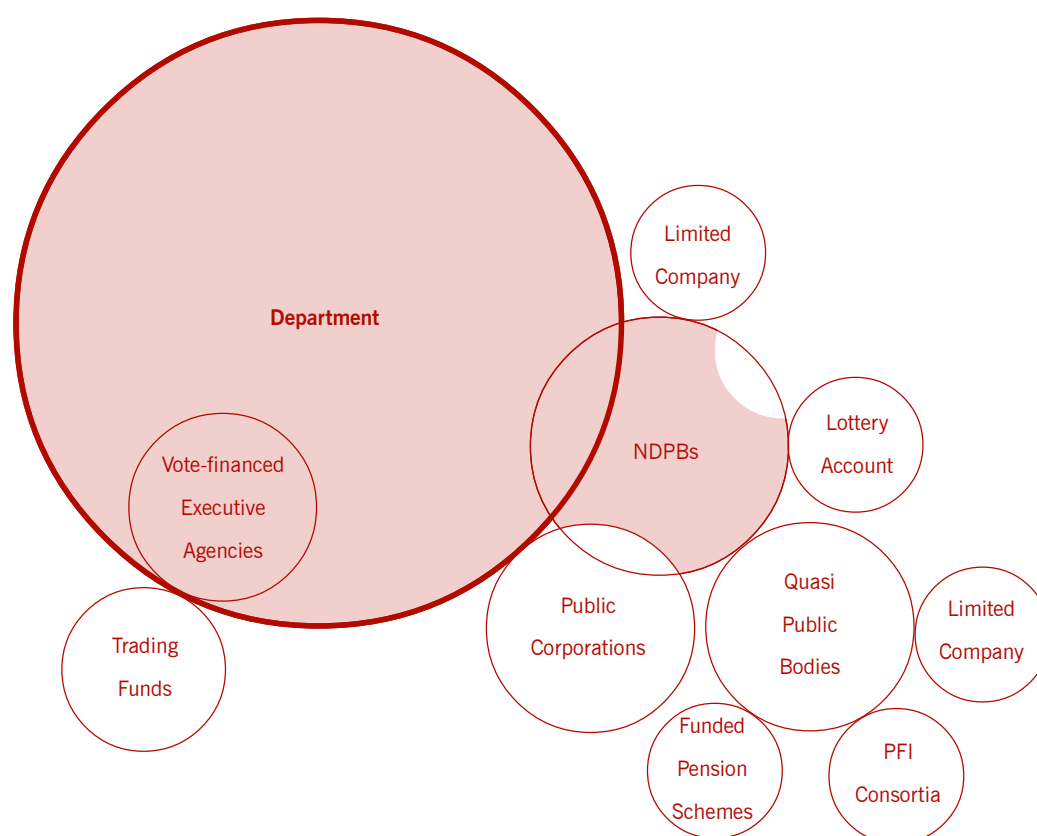 Limited
Company
Department
Lottery
Account
NDPBs
Vote-financed
Executive
Agencies
Quasi
Public
Bodies
Public
Corporations
Limited
Company
Trading
Funds
Funded
Pension
Schemes
PFI
Consortia